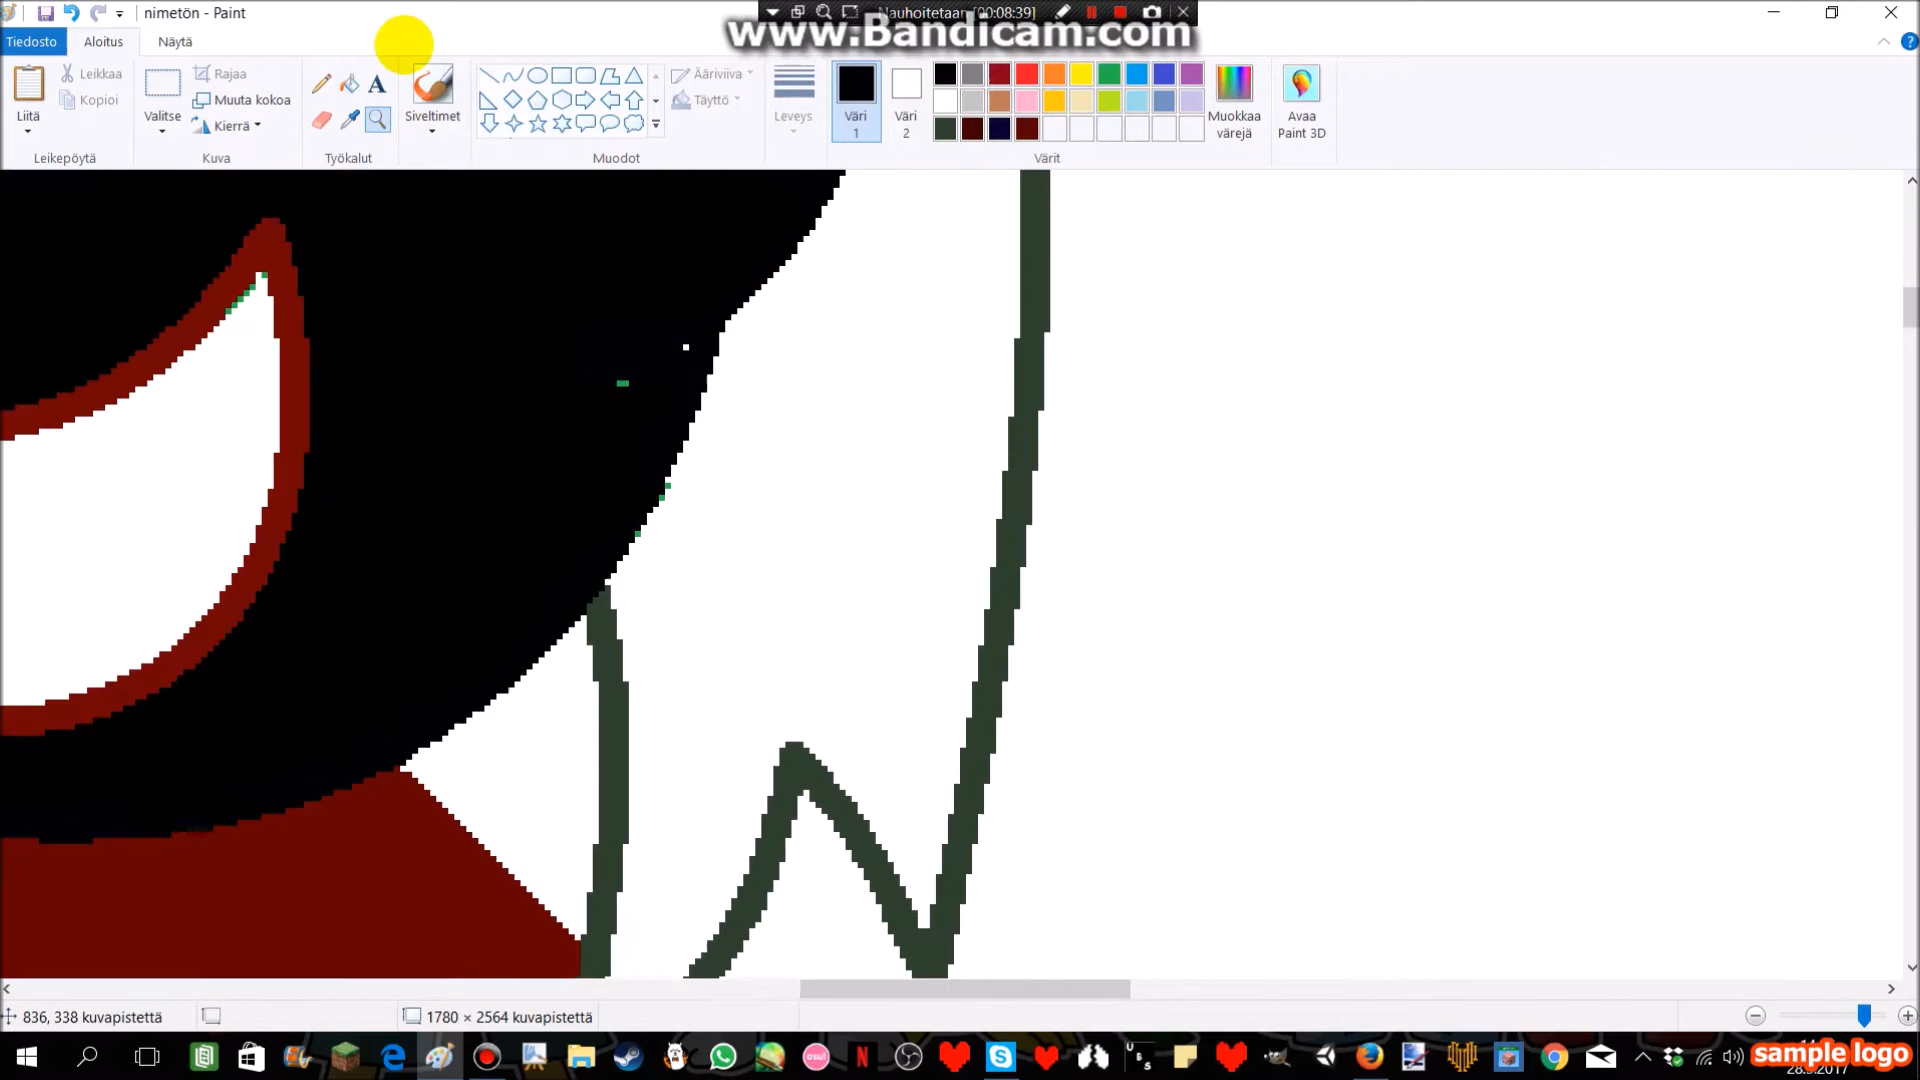 nimetön - Paint
Nauhoitetaan [00:08:39]
www.Bandicam.com
Tiedosto Aloitus Näytä
Liitä
Leikkaa
Kopioi
Leikepöytä
Valitse
Rajaa
Muuta kokoa
Kierrä
Kuva
Työkalut
Siveltimet
Muodot
Ääriviiva
Täyttö
Leveys
Väri 1
Väri 2
Värit
Muokkaa värejä
Avaa Paint 3D
836, 338 kuvapistettä
1780 × 2564 kuvapistettä
osu!
sample logo